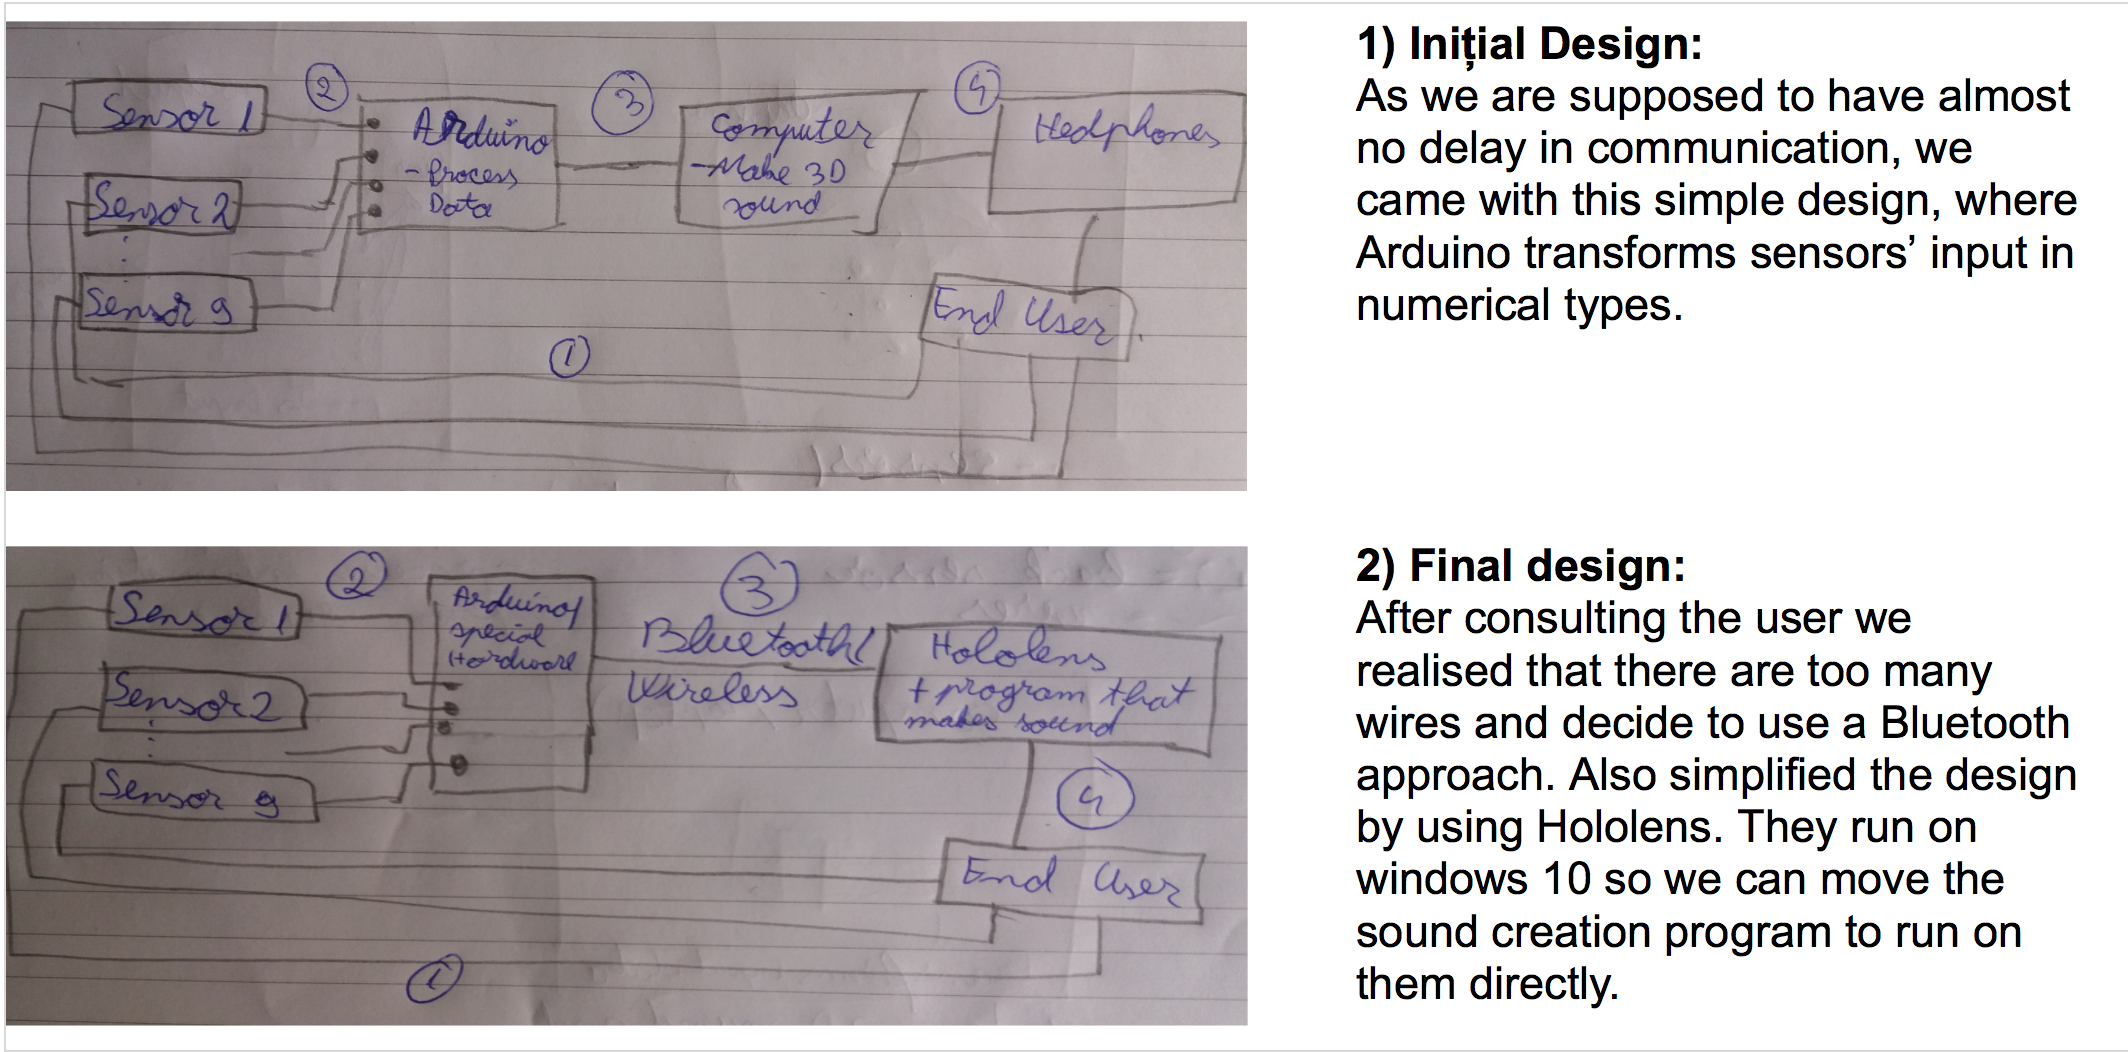 Sensor 1
Sensor 2
Sensor 9
2
Arduino
- Process
Data
3
Computer
- Make 3D
sound
4
Hedphones
End User
1
1) Inițial Design:
As we are supposed to have almost
no delay in communication, we
came with this simple design, where
Arduino transforms sensors’ input in
numerical types.
Sensor 1
Sensor 2
Sensor 9
2
Arduino/
special
Hardware
3
Bluetooth/
Wireless
Hololens
+ program that
makes sound
4
End User
1
2) Final design:
After consulting the user we
realised that there are too many
wires and decide to use a Bluetooth
approach. Also simplified the design
by using Hololens. They run on
windows 10 so we can move the
sound creation program to run on
them directly.